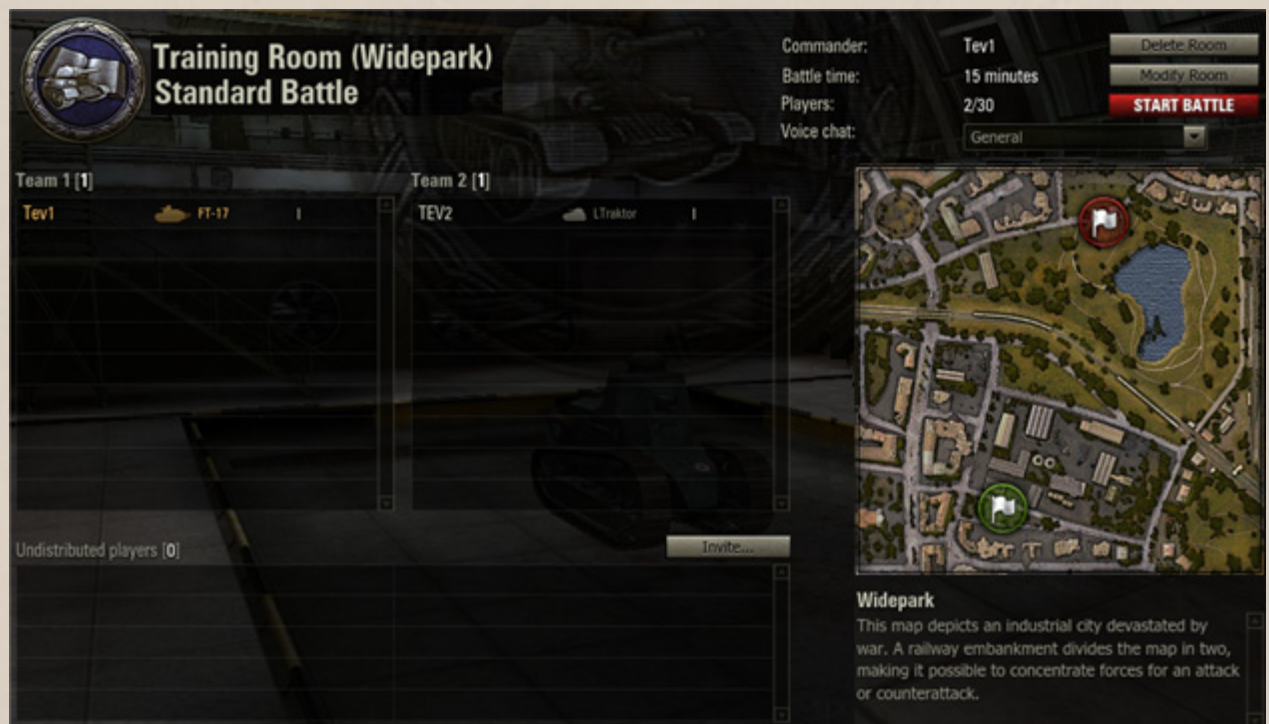 Training Room (Widepark)
Standard Battle
Commander: Tev1
Battle time: 15 minutes
Players: 2/30
Voice chat: General
Delete Room
Modify Room
START BATTLE
Team 1 [1]
Tev1 FT-17 I
Team 2 [1]
TEV2 LTraktor I
Undistributed players [0]
Invite...
Widepark
This map depicts an industrial city devastated by
war. A railway embankment divides the map in two,
making it possible to concentrate forces for an attack
or counterattack.